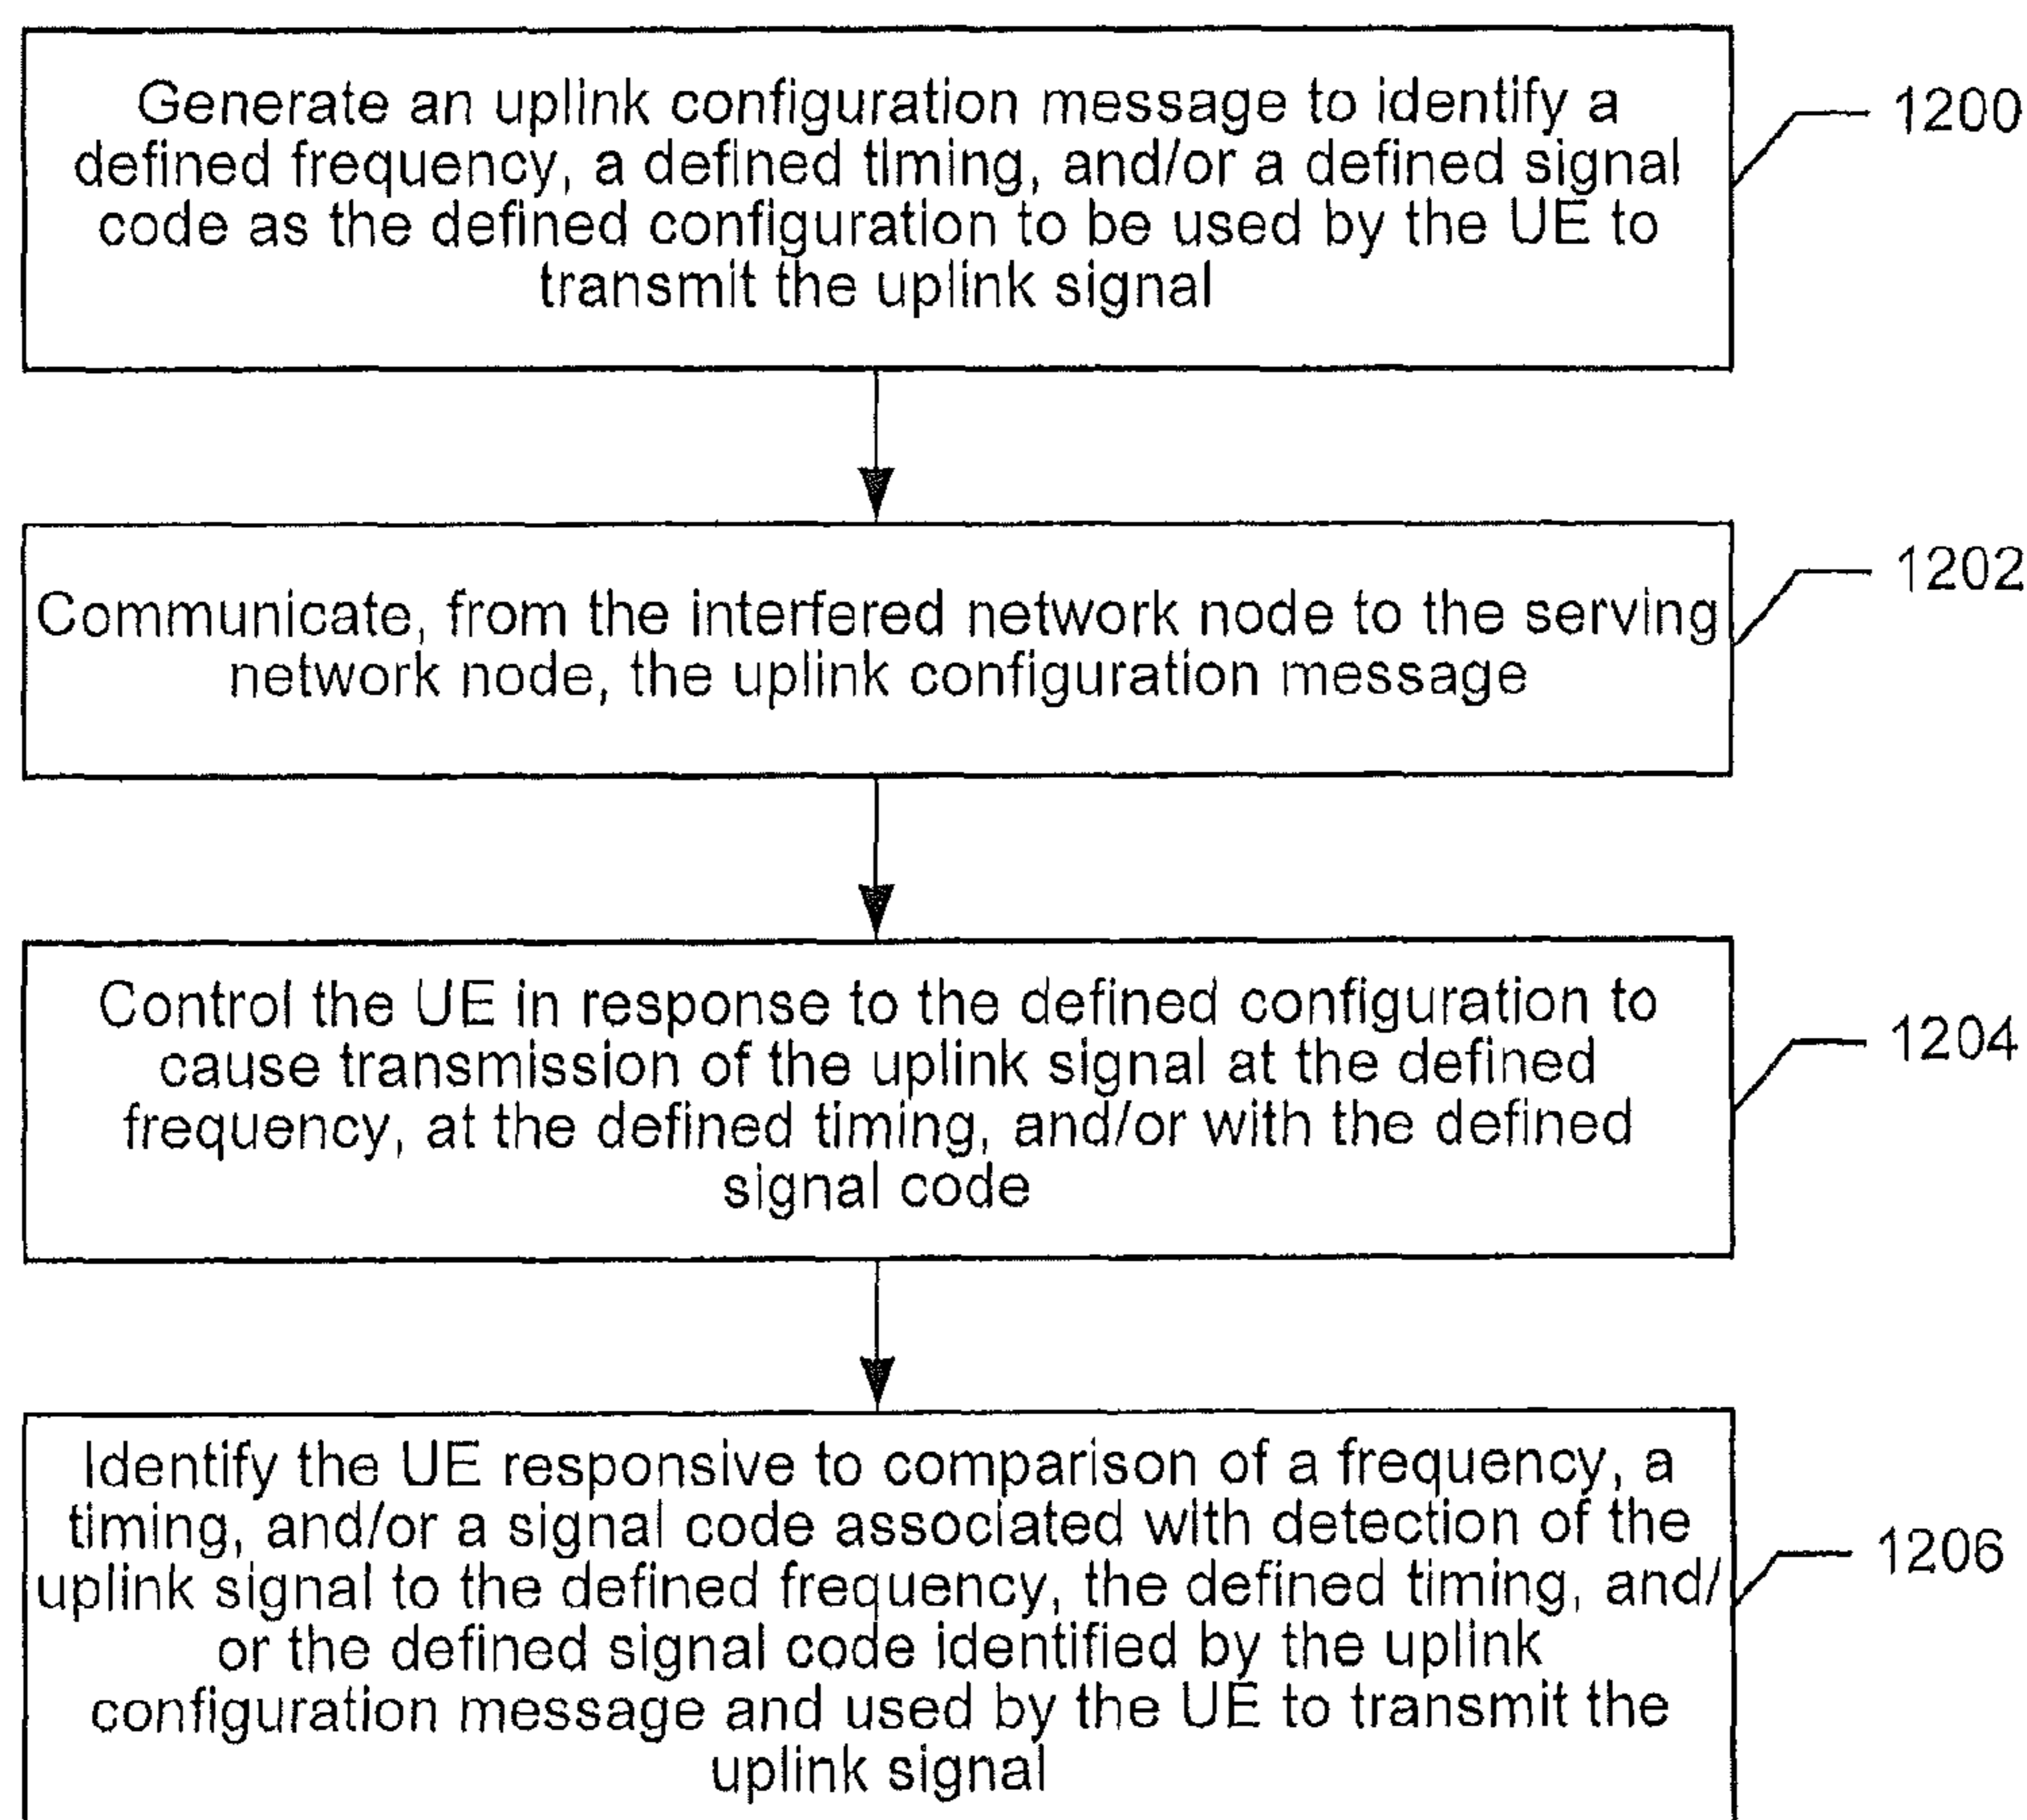 Generate an uplink configuration message to identify a
defined frequency, a defined timing, and/or a defined signal
code as the defined configuration to be used by the UE to
transmit the uplink signal
1200
Communicate, from the interfered network node to the serving
network node, the uplink configuration message
1202
Control the UE in response to the defined configuration to
cause transmission of the uplink signal at the defined
frequency, at the defined timing, and/or with the defined
signal code
1204
Identify the UE responsive to comparison of a frequency, a
timing, and/or a signal code associated with detection of the
uplink signal to the defined frequency, the defined timing, and/
or the defined signal code identified by the uplink
configuration message and used by the UE to transmit the
uplink signal
1206